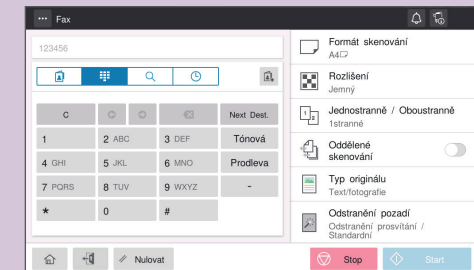 Fax
123456
C
Next Dest.
1
2 ABC
3 DEF
Tónová
4 GHI
5 JKL
6 MNO
Prodleva
7 PQRS
8 TUV
9 WXYZ
-
*
0
#
Formát skenování
A4
Rozlišení
Jemný
Jednostranně / Oboustranně
1stranné
Oddělené
skenování
Typ originálu
Text/fotografie
Odstranění pozadí
Odstranění prosvítání /
Standardní
Nulovat
Stop
Start